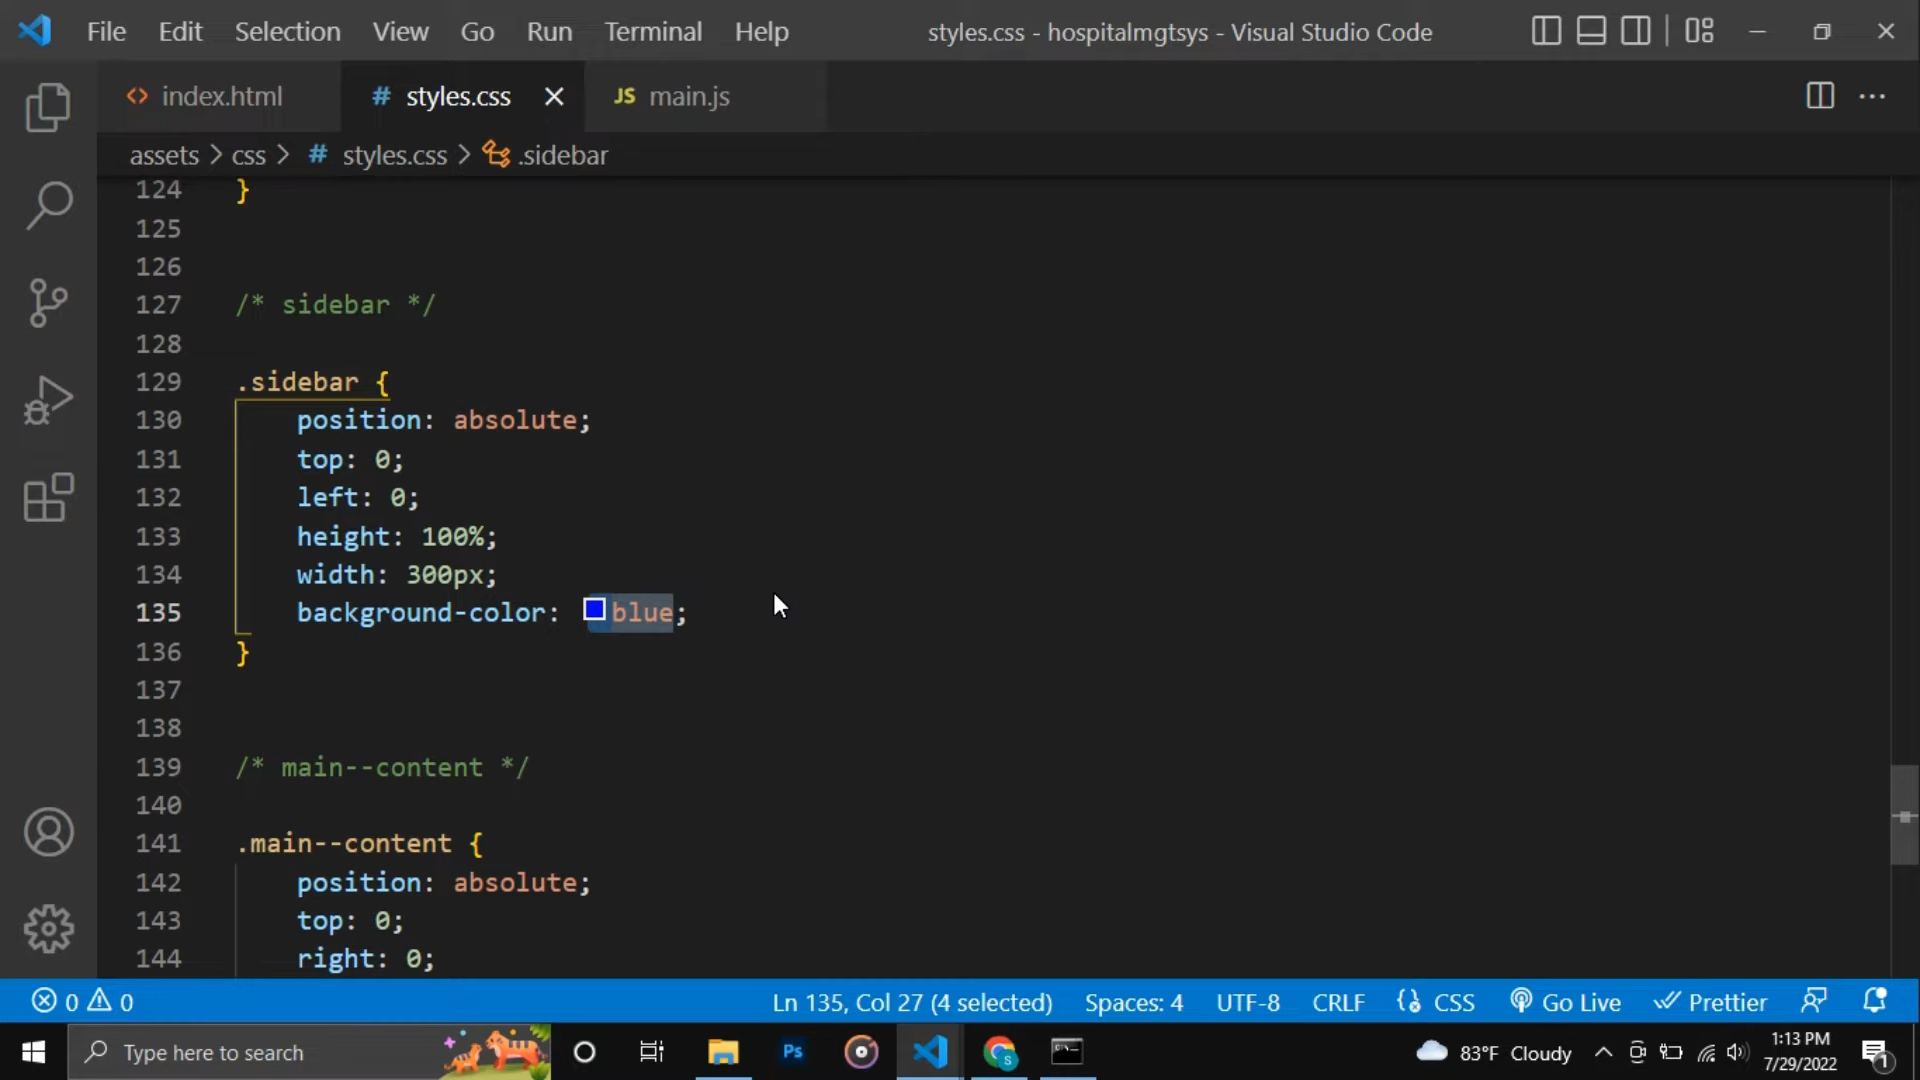 File Edit Selection View Go Run Terminal Help styles.css - hospitalmgtsys - Visual Studio Code
index.html # styles.css JS main.js
assets > css > # styles.css > .sidebar
124 }
125
126
127 /* sidebar */
128
129 .sidebar {
130 position: absolute;
131 top: 0;
132 left: 0;
133 height: 100%;
134 width: 300px;
135 background-color: blue;
136 }
137
138
139 /* main--content */
140
141 .main--content {
142 position: absolute;
143 top: 0;
144 right: 0;
0 0 Ln 135, Col 27 (4 selected) Spaces: 4 UTF-8 CRLF CSS Go Live Prettier
Type here to search Ps S 83°F Cloudy 1:13 PM
7/29/2022 1